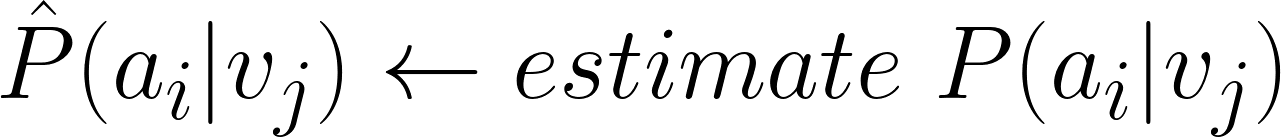 P̂(a_i|v_j) ← estimate P(a_i|v_j)